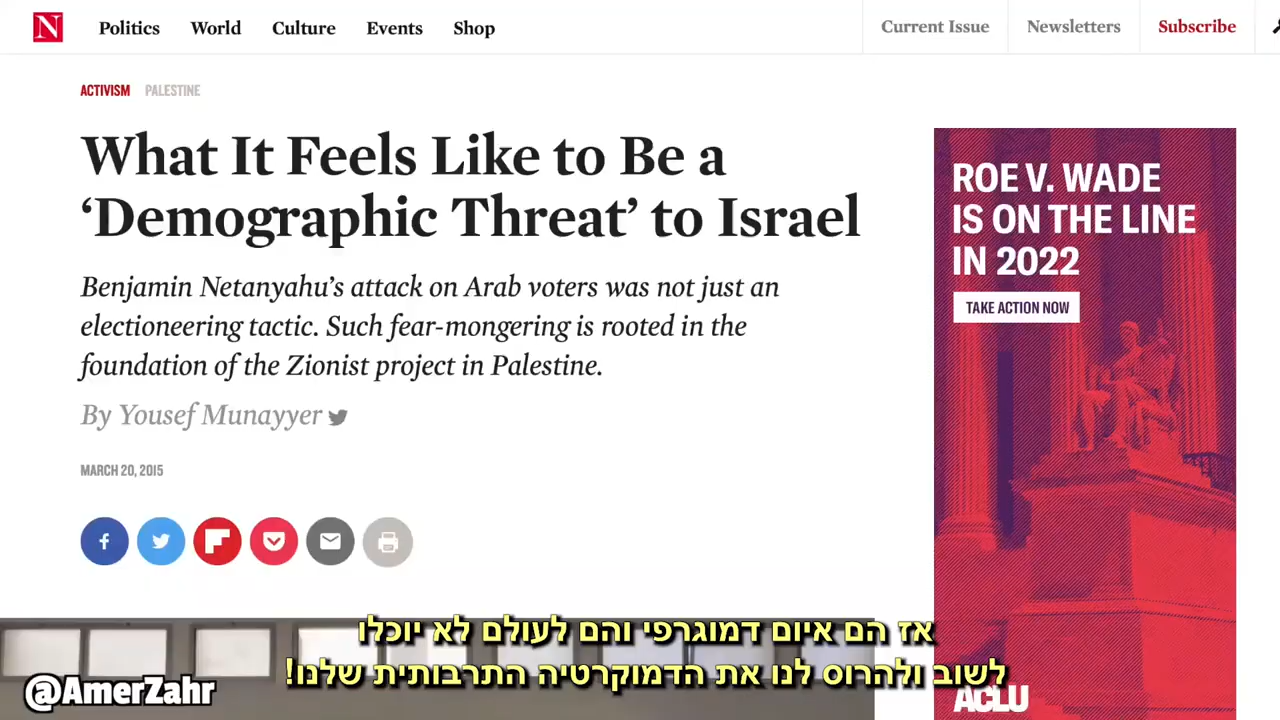 N Politics World Culture Events Shop Current Issue Newsletters Subscribe
ACTIVISM PALESTINE
What It Feels Like to Be a
‘Demographic Threat’ to Israel
Benjamin Netanyahu’s attack on Arab voters was not just an
electioneering tactic. Such fear-mongering is rooted in the
foundation of the Zionist project in Palestine.
By Yousef Munayyer
MARCH 20, 2015
ROE V. WADE
IS ON THE LINE
IN 2022
TAKE ACTION NOW
ACLU
אז הם איום דמוגרפי והם לעולם לא יוכלו
לשוב ולהרוס לנו את הדמוקרטיה התרבותית שלנו!
@AmerZahr